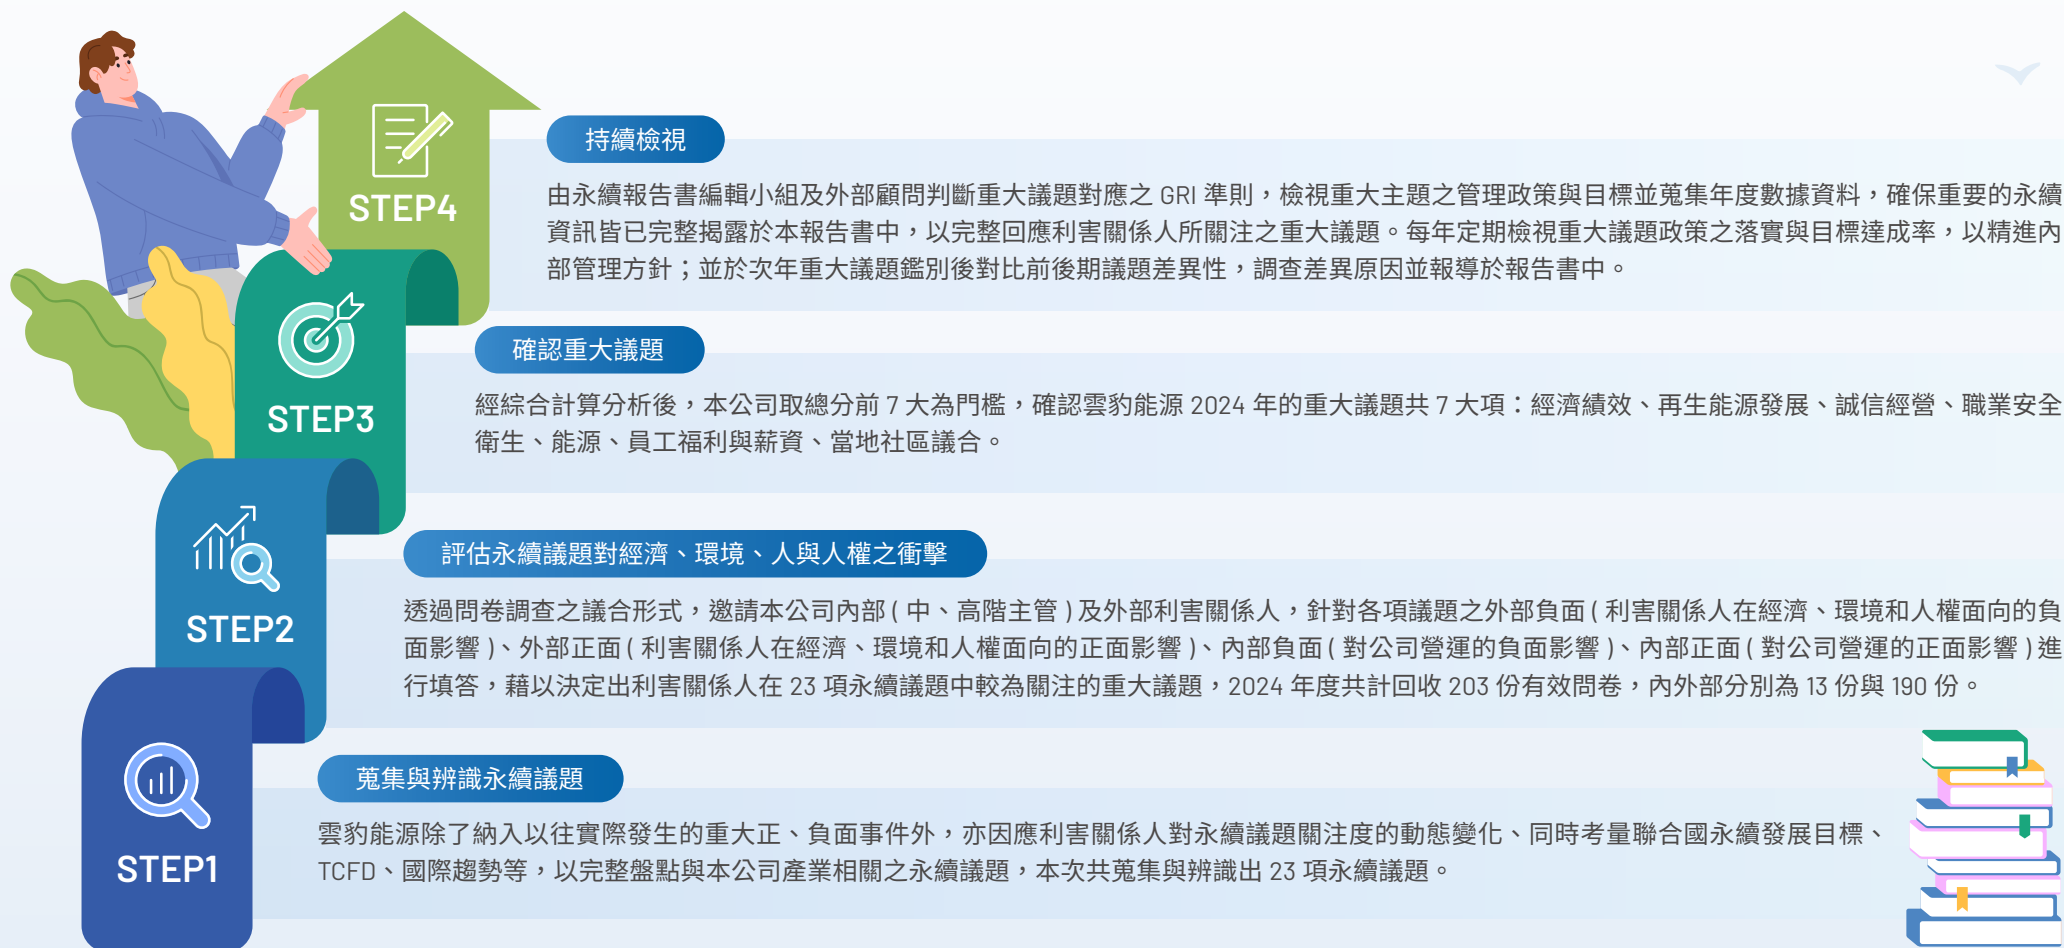 STEP4
持續檢視
由永續報告書編輯小組及外部顧問判斷重大議題對應之 GRI 準則，檢視重大主題之管理政策與目標並蒐集年度數據資料，確保重要的永續
資訊皆已完整揭露於本報告書中，以完整回應利害關係人所關注之重大議題。每年定期檢視重大議題政策之落實與目標達成率，以精進內
部管理方針；並於次年重大議題鑑別後對比前後期議題差異性，調查差異原因並報導於報告書中。
STEP3
確認重大議題
經綜合計算分析後，本公司取總分前 7 大為門檻，確認雲豹能源 2024 年的重大議題共 7 大項：經濟績效、再生能源發展、誠信經營、職業安全
衛生、能源、員工福利與薪資、當地社區議合。
STEP2
評估永續議題對經濟、環境、人與人權之衝擊
透過問卷調查之議合形式，邀請本公司內部 ( 中、高階主管 ) 及外部利害關係人，針對各項議題之外部負面 ( 利害關係人在經濟、環境和人權面向的負
面影響 )、外部正面 ( 利害關係人在經濟、環境和人權面向的正面影響 )、內部負面 ( 對公司營運的負面影響 )、內部正面 ( 對公司營運的正面影響 ) 進
行填答，藉以決定出利害關係人在 23 項永續議題中較為關注的重大議題，2024 年度共計回收 203 份有效問卷，內外部分別為 13 份與 190 份。
STEP1
蒐集與辨識永續議題
雲豹能源除了納入以往實際發生的重大正、負面事件外，亦因應利害關係人對永續議題關注度的動態變化、同時考量聯合國永續發展目標、
TCFD、國際趨勢等，以完整盤點與本公司產業相關之永續議題，本次共蒐集與辨識出 23 項永續議題。